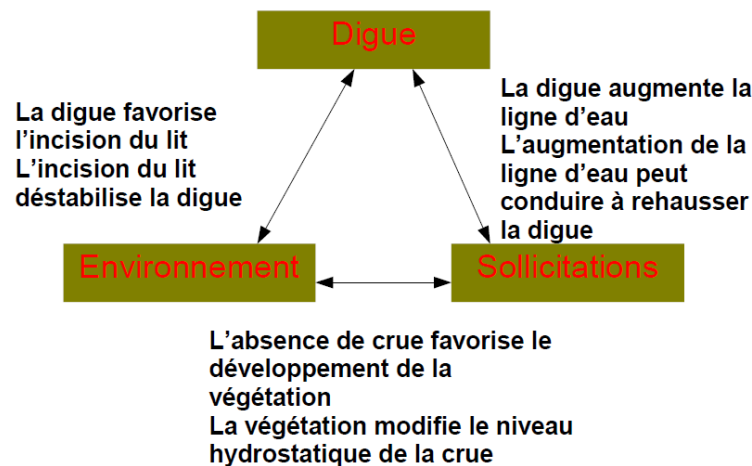 Digue
La digue favorise
l'incision du lit
L'incision du lit
déstabilise la digue
La digue augmente la
ligne d'eau
L'augmentation de la
ligne d'eau peut
conduire à rehausser
la digue
Environnement
Sollicitations
L'absence de crue favorise le
développement de la
végétation
La végétation modifie le niveau
hydrostatique de la crue